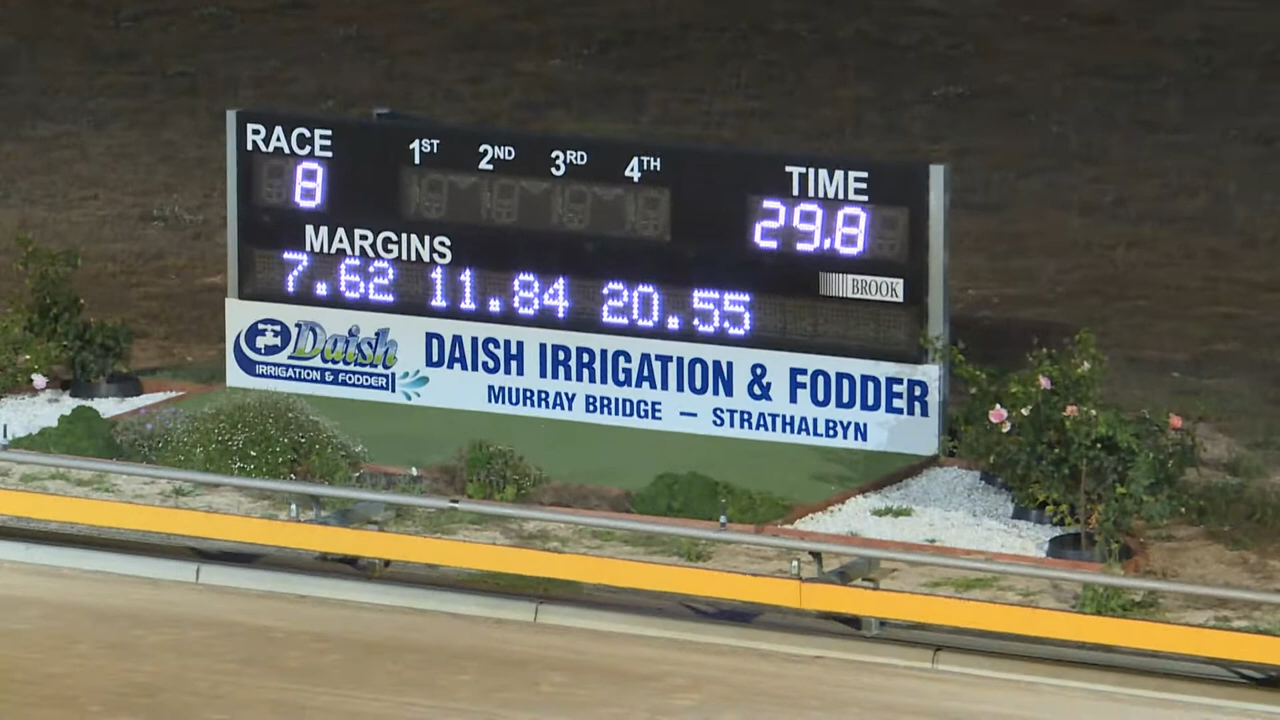 RACE 1ST 2ND 3RD 4TH TIME
8 29.8
MARGINS
7.62 11.84 20.55
BROOK
Daish
IRRIGATION & FODDER
DAISH IRRIGATION & FODDER
MURRAY BRIDGE – STRATHALBYN